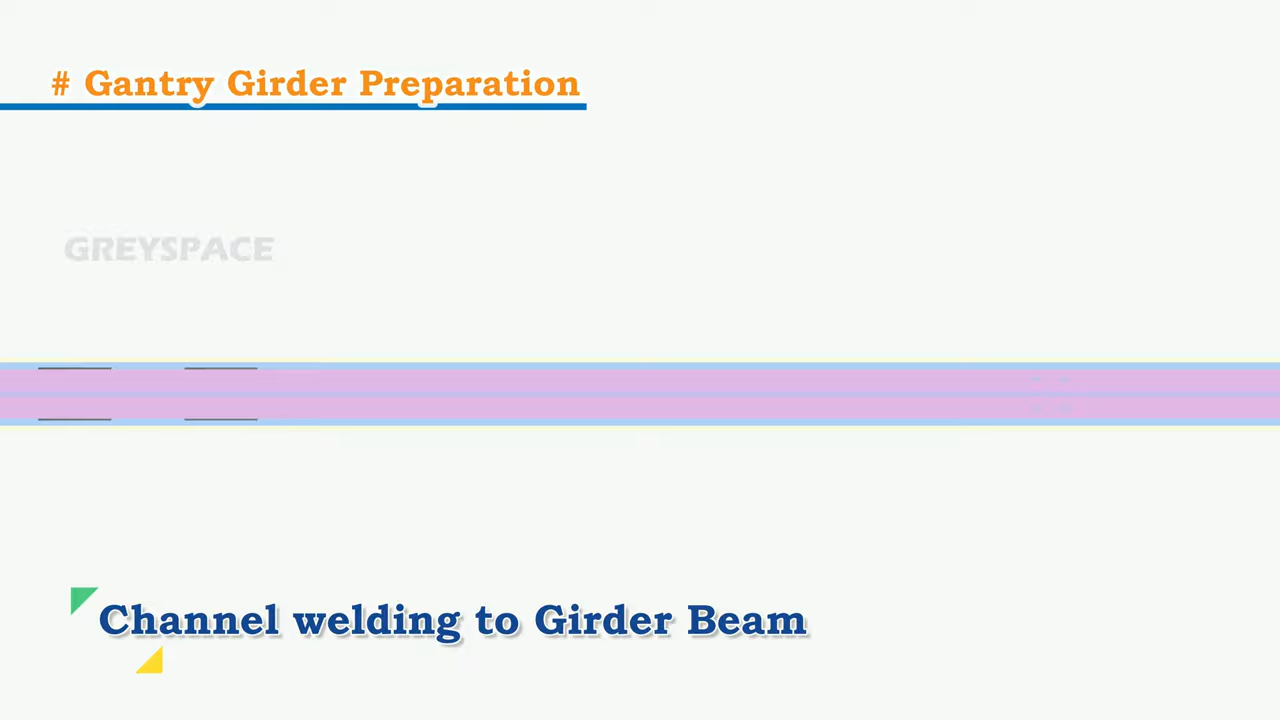 # Gantry Girder Preparation
GREYSPACE
Channel welding to Girder Beam